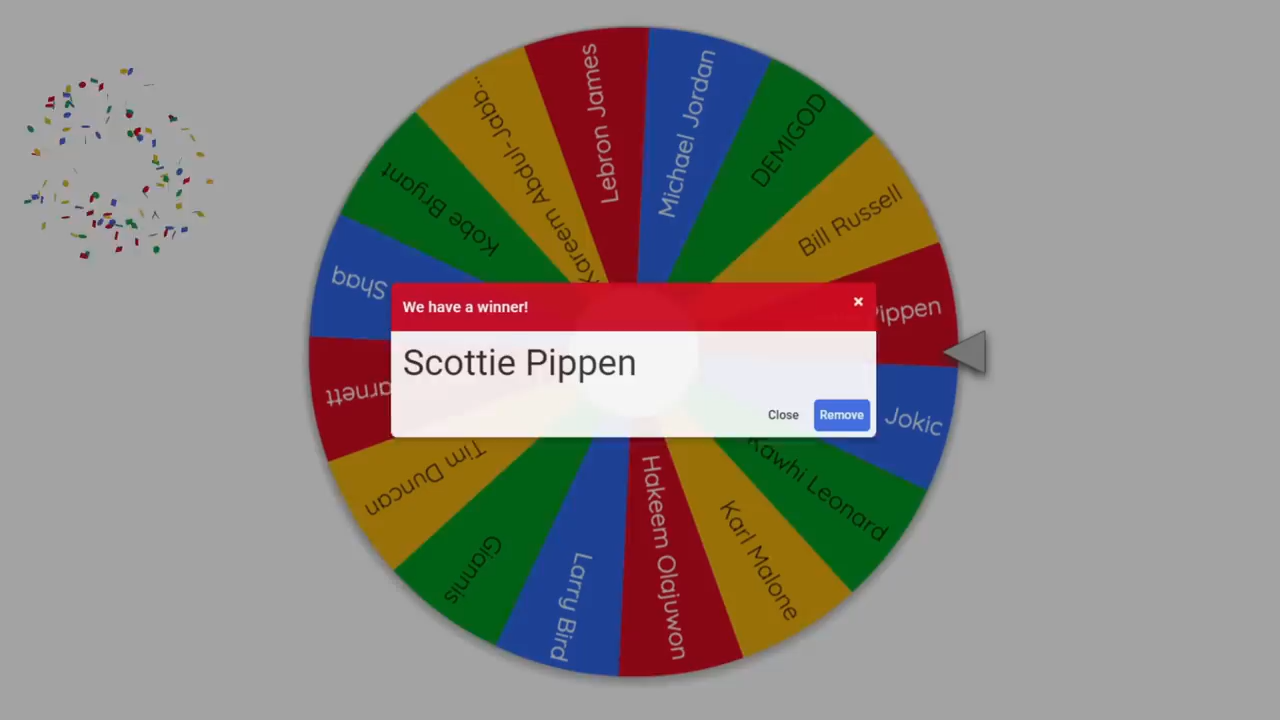 Lebron James
Michael Jordan
DEMIGOD
Bill Russell
Pippen
Jokic
Kawhi Leonard
Karl Malone
Hakeem Olajuwon
Larry Bird
Giannis
Tim Duncan
arnett
Shaq
Kobe Bryant
Kareem Abdul-Jabb...
We have a winner!
Scottie Pippen
Close
Remove